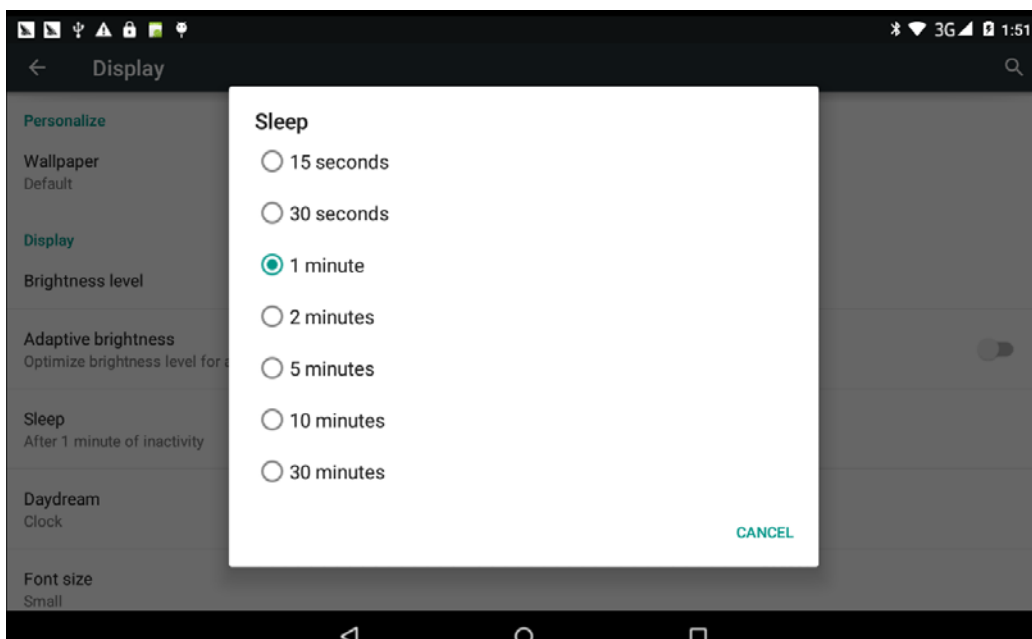 3G 1:51
Display
Personalize
Wallpaper
Default
Display
Brightness level
Adaptive brightness
Optimize brightness level for
Sleep
After 1 minute of inactivity
Daydream
Clock
Font size
Small
Sleep
15 seconds
30 seconds
1 minute
2 minutes
5 minutes
10 minutes
30 minutes
CANCEL